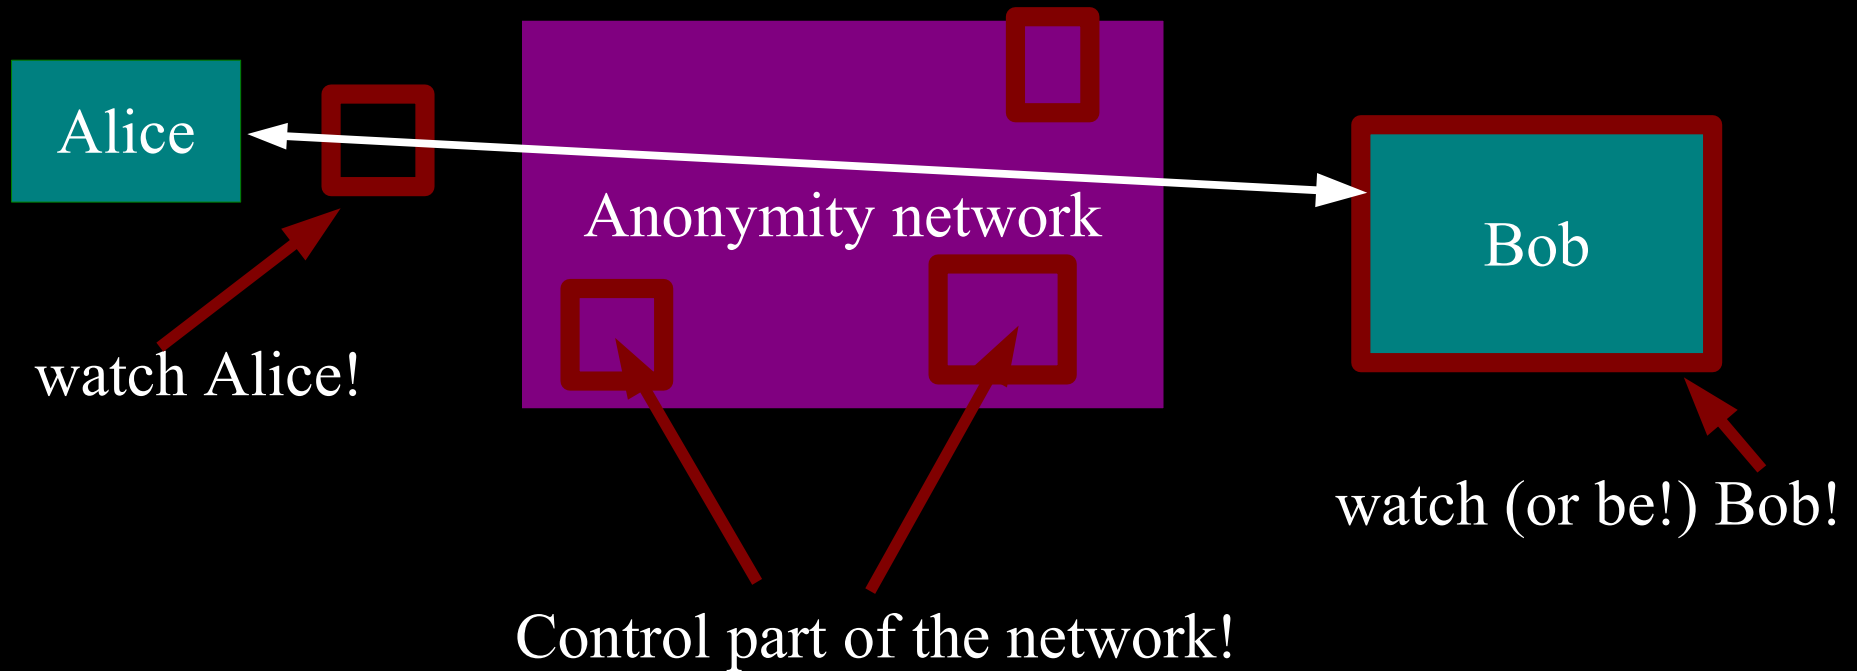 Alice
Anonymity network
Bob
watch Alice!
watch (or be!) Bob!
Control part of the network!